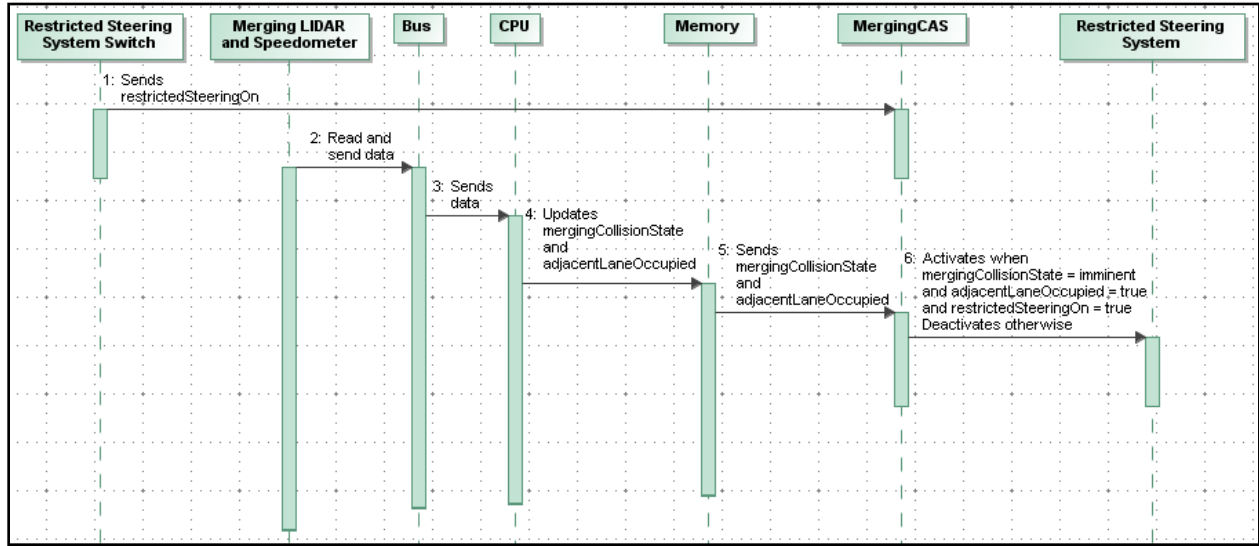 Restricted Steering
System Switch
Merging LIDAR
and Speedometer
Bus
CPU
Memory
MergingCAS
Restricted Steering
System
1: Sends
restrictedSteeringOn
2: Read and
send data
3: Sends
data
4: Updates
mergingCollisionState
and
adjacentLaneOccupied
5: Sends
mergingCollisionState
and
adjacentLaneOccupied
6: Activates when
mergingCollisionState = imminent
and adjacentLaneOccupied = true
and restrictedSteeringOn = true
Deactivates otherwise